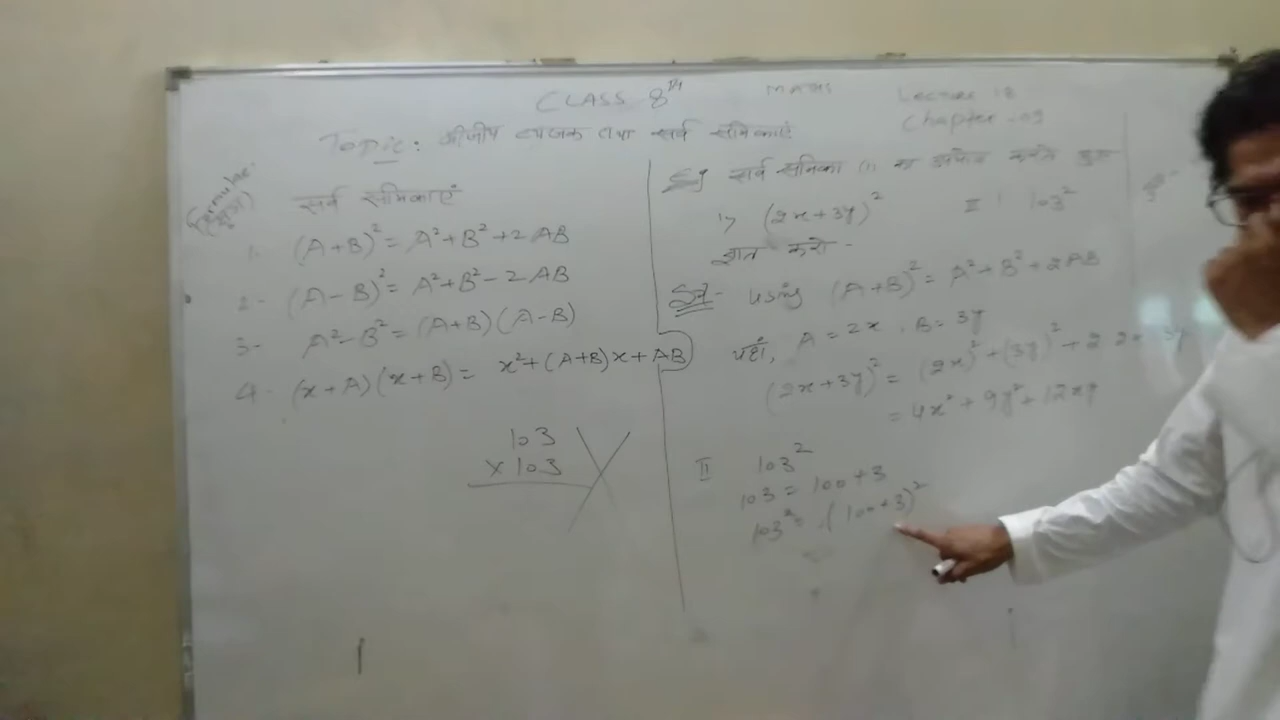 CLASS 8TH MATHS Lecture 18
Chapter - 09
Topic: बीजीय व्यंजक तथा सर्व समिकाएं
Formulae
सर्व समिकाएं
1. (A+B)² = A²+B²+2AB
2- (A-B)² = A²+B²-2AB
3- A²-B² = (A+B)(A-B)
4- (x+A)(x+B) = x²+(A+B)x+AB
103
×103
Eg सर्व समिका (1) का उपयोग करते हुए
1> (2x+3y)² II 103²
ज्ञात करो -
Sol- using (A+B)² = A²+B²+2AB
यहाँ, A = 2x, B = 3y
(2x+3y)² = (2x)²+(3y)²+2 2x 3y
= 4x²+9y²+12xy
II 103²
103 = 100+3
103² = (100+3)²